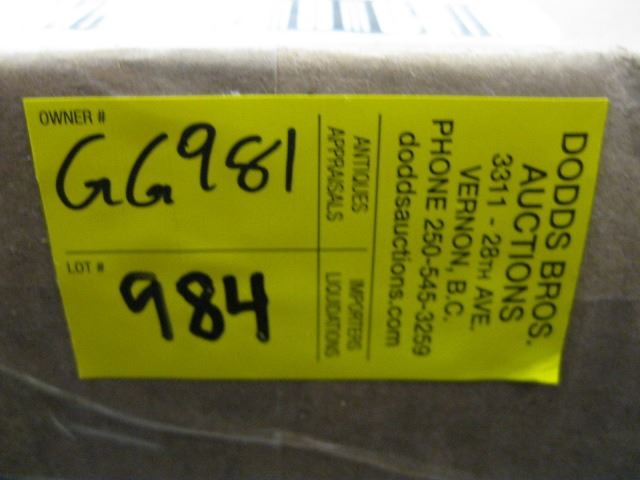 OWNER #
GG981
LOT #
984
ANTIQUES
APPRAISALS
IMPORTERS
LIQUIDATIONS
DODDS BROS.
AUCTIONS
3311 - 28TH AVE.
VERNON, B.C.
PHONE 250-545-3259
doddsauctions.com